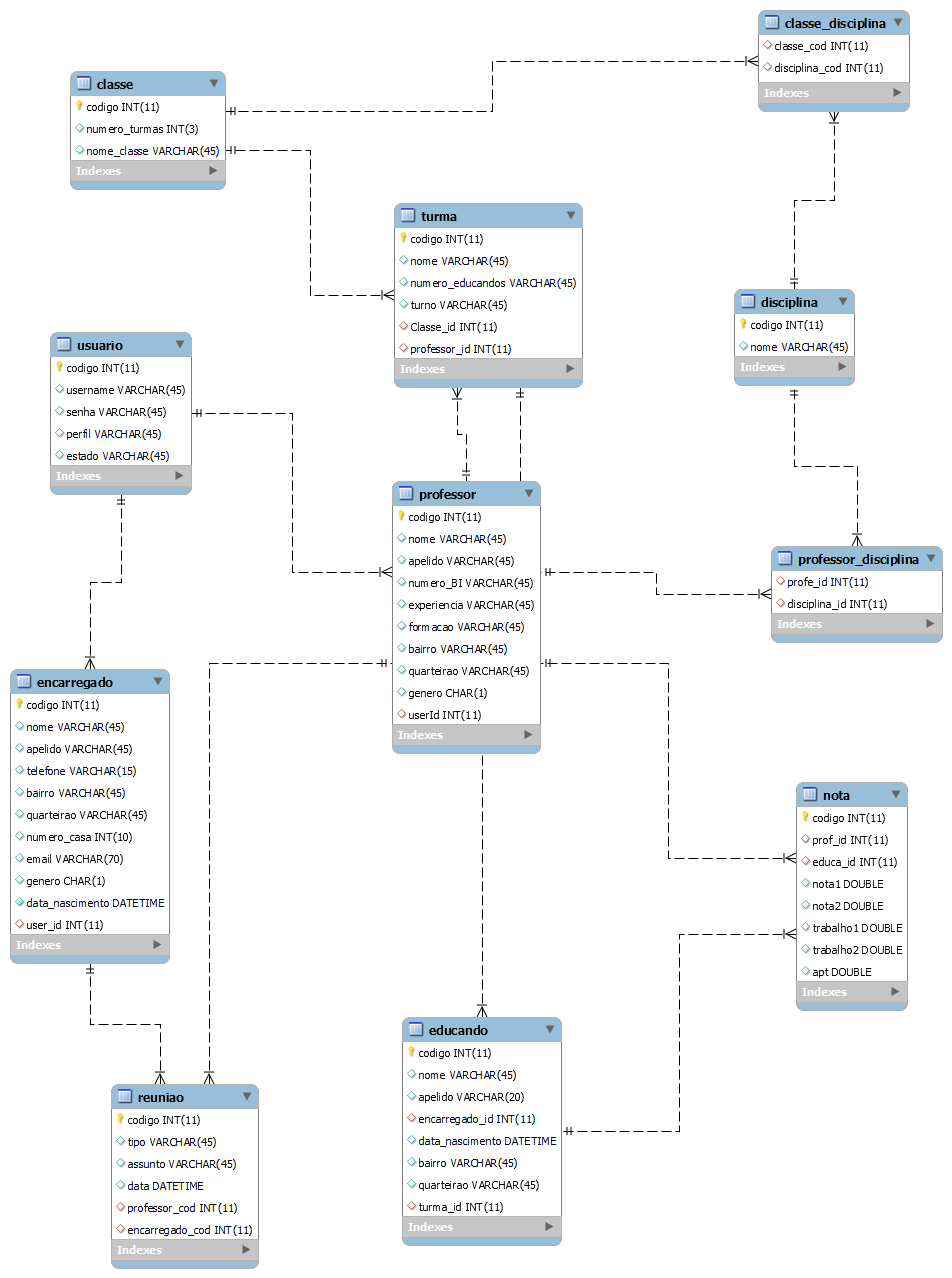 classe_disciplina
classe_cod INT(11)
disciplina_cod INT(11)
Indexes
classe
codigo INT(11)
numero_turmas INT(3)
nome_classe VARCHAR(45)
Indexes
turma
codigo INT(11)
nome VARCHAR(45)
numero_educandos VARCHAR(45)
turno VARCHAR(45)
Classe_id INT(11)
professor_id INT(11)
Indexes
disciplina
codigo INT(11)
nome VARCHAR(45)
Indexes
usuario
codigo INT(11)
username VARCHAR(45)
senha VARCHAR(45)
perfil VARCHAR(45)
estado VARCHAR(45)
Indexes
professor
codigo INT(11)
nome VARCHAR(45)
apelido VARCHAR(45)
numero_BI VARCHAR(45)
experiencia VARCHAR(45)
formacao VARCHAR(45)
bairro VARCHAR(45)
quarteirao VARCHAR(45)
genero CHAR(1)
userId INT(11)
Indexes
professor_disciplina
profe_id INT(11)
disciplina_id INT(11)
Indexes
encarregado
codigo INT(11)
nome VARCHAR(45)
apelido VARCHAR(45)
telefone VARCHAR(15)
bairro VARCHAR(45)
quarteirao VARCHAR(45)
numero_casa INT(10)
email VARCHAR(70)
genero CHAR(1)
data_nascimento DATETIME
user_id INT(11)
Indexes
nota
codigo INT(11)
prof_id INT(11)
educa_id INT(11)
nota1 DOUBLE
nota2 DOUBLE
trabalho1 DOUBLE
trabalho2 DOUBLE
apt DOUBLE
Indexes
educando
codigo INT(11)
nome VARCHAR(45)
apelido VARCHAR(20)
encarregado_id INT(11)
data_nascimento DATETIME
bairro VARCHAR(45)
quarteirao VARCHAR(45)
turma_id INT(11)
Indexes
reuniao
codigo INT(11)
tipo VARCHAR(45)
assunto VARCHAR(45)
data DATETIME
professor_cod INT(11)
encarregado_cod INT(11)
Indexes